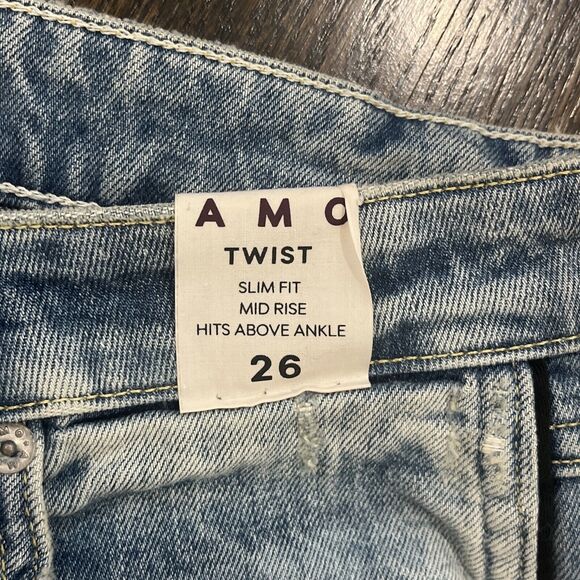 AMO
TWIST
SLIM FIT
MID RISE
HITS ABOVE ANKLE
26